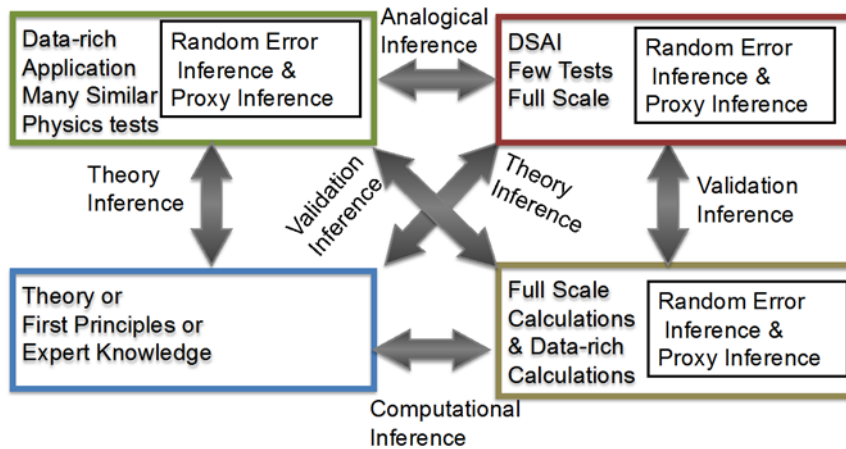 Data-rich
Application
Many Similar
Physics tests
Random Error
Inference &
Proxy Inference
Analogical
Inference
DSAI
Few Tests
Full Scale
Random Error
Inference &
Proxy Inference
Theory
Inference
Validation
Inference
Theory
Inference
Validation
Inference
Theory or
First Principles or
Expert Knowledge
Computational
Inference
Full Scale
Calculations
& Data-rich
Calculations
Random Error
Inference &
Proxy Inference